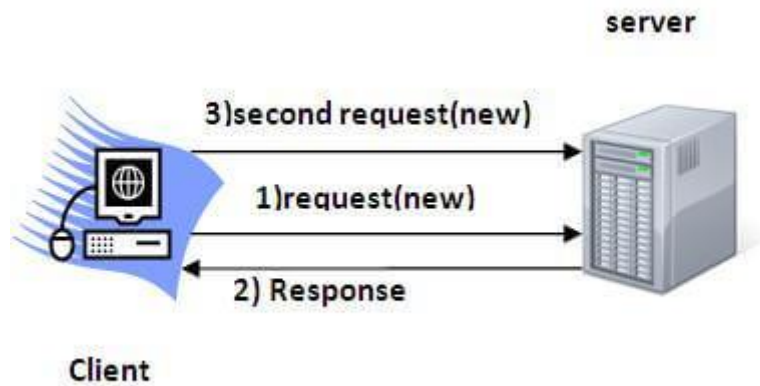 server
3)second request(new)
1)request(new)
2) Response
Client